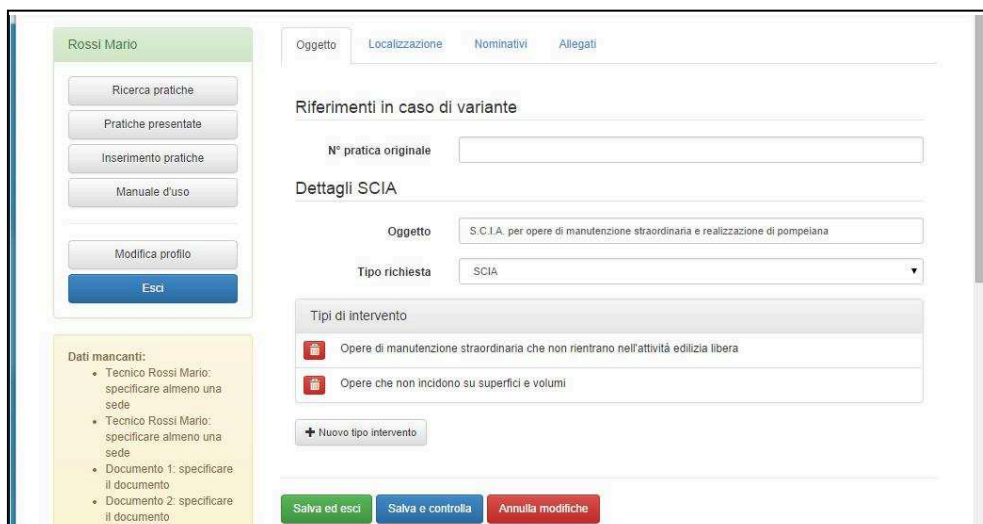 Rossi Mario
Ricerca pratiche
Pratiche presentate
Inserimento pratiche
Manuale d'uso
Modifica profilo
Esci
Dati mancanti:
Tecnico Rossi Mario:
specificare almeno una
sede
Tecnico Rossi Mario:
specificare almeno una
sede
Documento 1: specificare
il documento
Documento 2: specificare
il documento
Oggetto Localizzazione Nominativi Allegati
Riferimenti in caso di variante
N° pratica originale
Dettagli SCIA
Oggetto S.C.I.A. per opere di manutenzione straordinaria e realizzazione di pompeiana
Tipo richiesta SCIA
Tipi di intervento
Opere di manutenzione straordinaria che non rientrano nell'attività edilizia libera
Opere che non incidono su superfici e volumi
+ Nuovo tipo intervento
Salva ed esci Salva e controlla Annulla modifiche